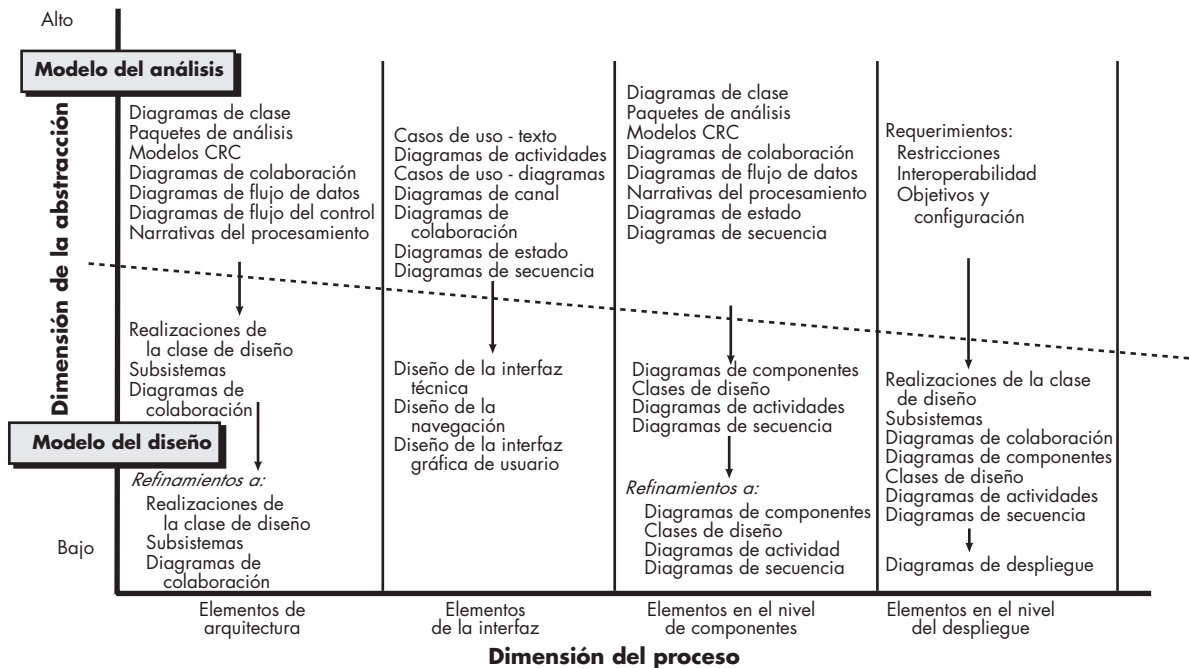 Alto
Modelo del análisis
Dimensión de la abstracción
Modelo del diseño
Bajo
Diagramas de clase
Paquetes de análisis
Modelos CRC
Diagramas de colaboración
Diagramas de flujo de datos
Diagramas de flujo del control
Narrativas del procesamiento
Realizaciones de
la clase de diseño
Subsistemas
Diagramas de
colaboración
Refinamientos a:
Realizaciones de
la clase de diseño
Subsistemas
Diagramas de
colaboración
Casos de uso - texto
Diagramas de actividades
Casos de uso - diagramas
Diagramas de canal
Diagramas de
colaboración
Diagramas de estado
Diagramas de secuencia
Diseño de la interfaz
técnica
Diseño de la
navegación
Diseño de la interfaz
gráfica de usuario
Diagramas de clase
Paquetes de análisis
Modelos CRC
Diagramas de colaboración
Diagramas de flujo de datos
Narrativas del procesamiento
Diagramas de estado
Diagramas de secuencia
Diagramas de componentes
Clases de diseño
Diagramas de actividades
Diagramas de secuencia
Refinamientos a:
Diagramas de componentes
Clases de diseño
Diagramas de actividad
Diagramas de secuencia
Requerimientos:
Restricciones
Interoperabilidad
Objetivos y
configuración
Realizaciones de la clase
de diseño
Subsistemas
Diagramas de colaboración
Diagramas de componentes
Clases de diseño
Diagramas de actividades
Diagramas de secuencia
Diagramas de despliegue
Elementos de
arquitectura
Elementos
de la interfaz
Elementos en el nivel
de componentes
Elementos en el nivel
del despliegue
Dimensión del proceso